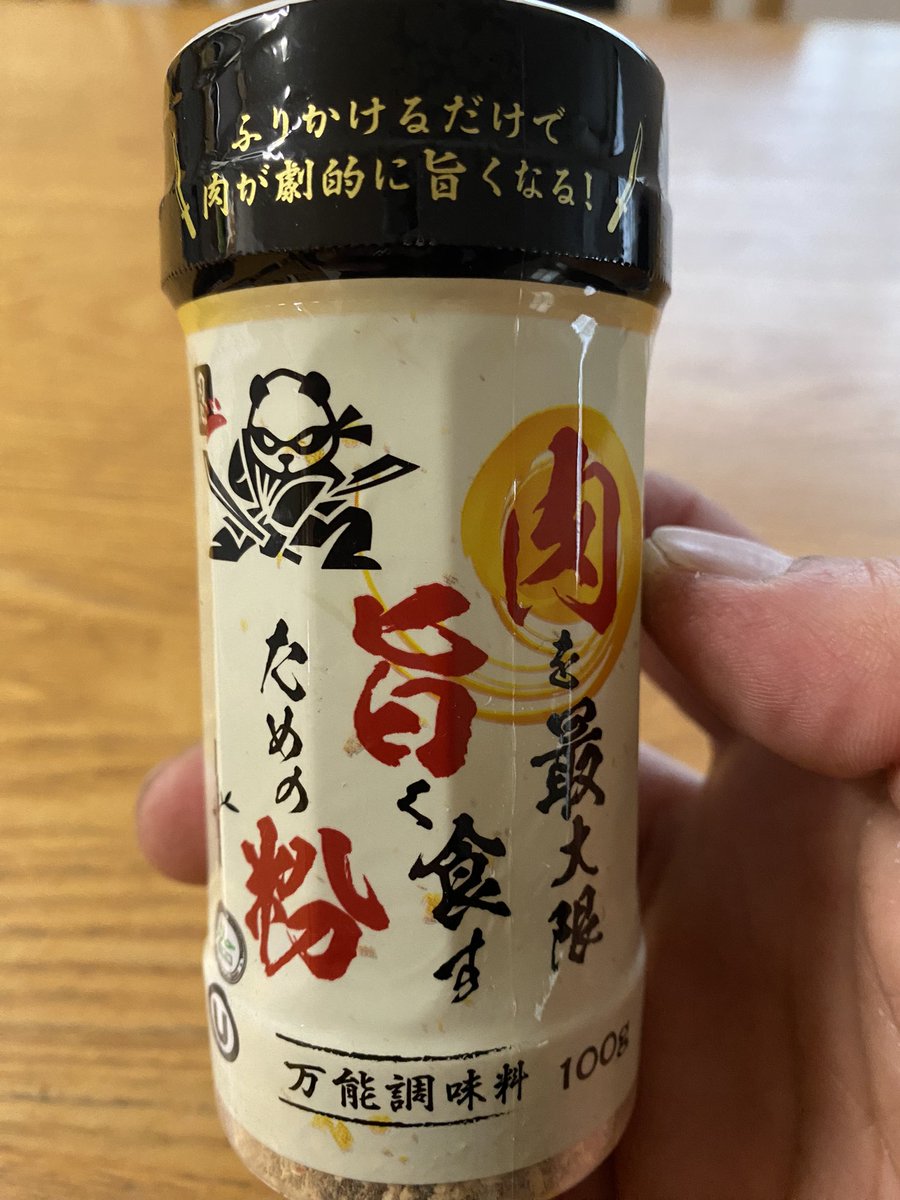 ふりかけるだけで
肉が劇的に旨くなる!
肉を最大限
旨く食す
ための粉
万能調味料 100g
U